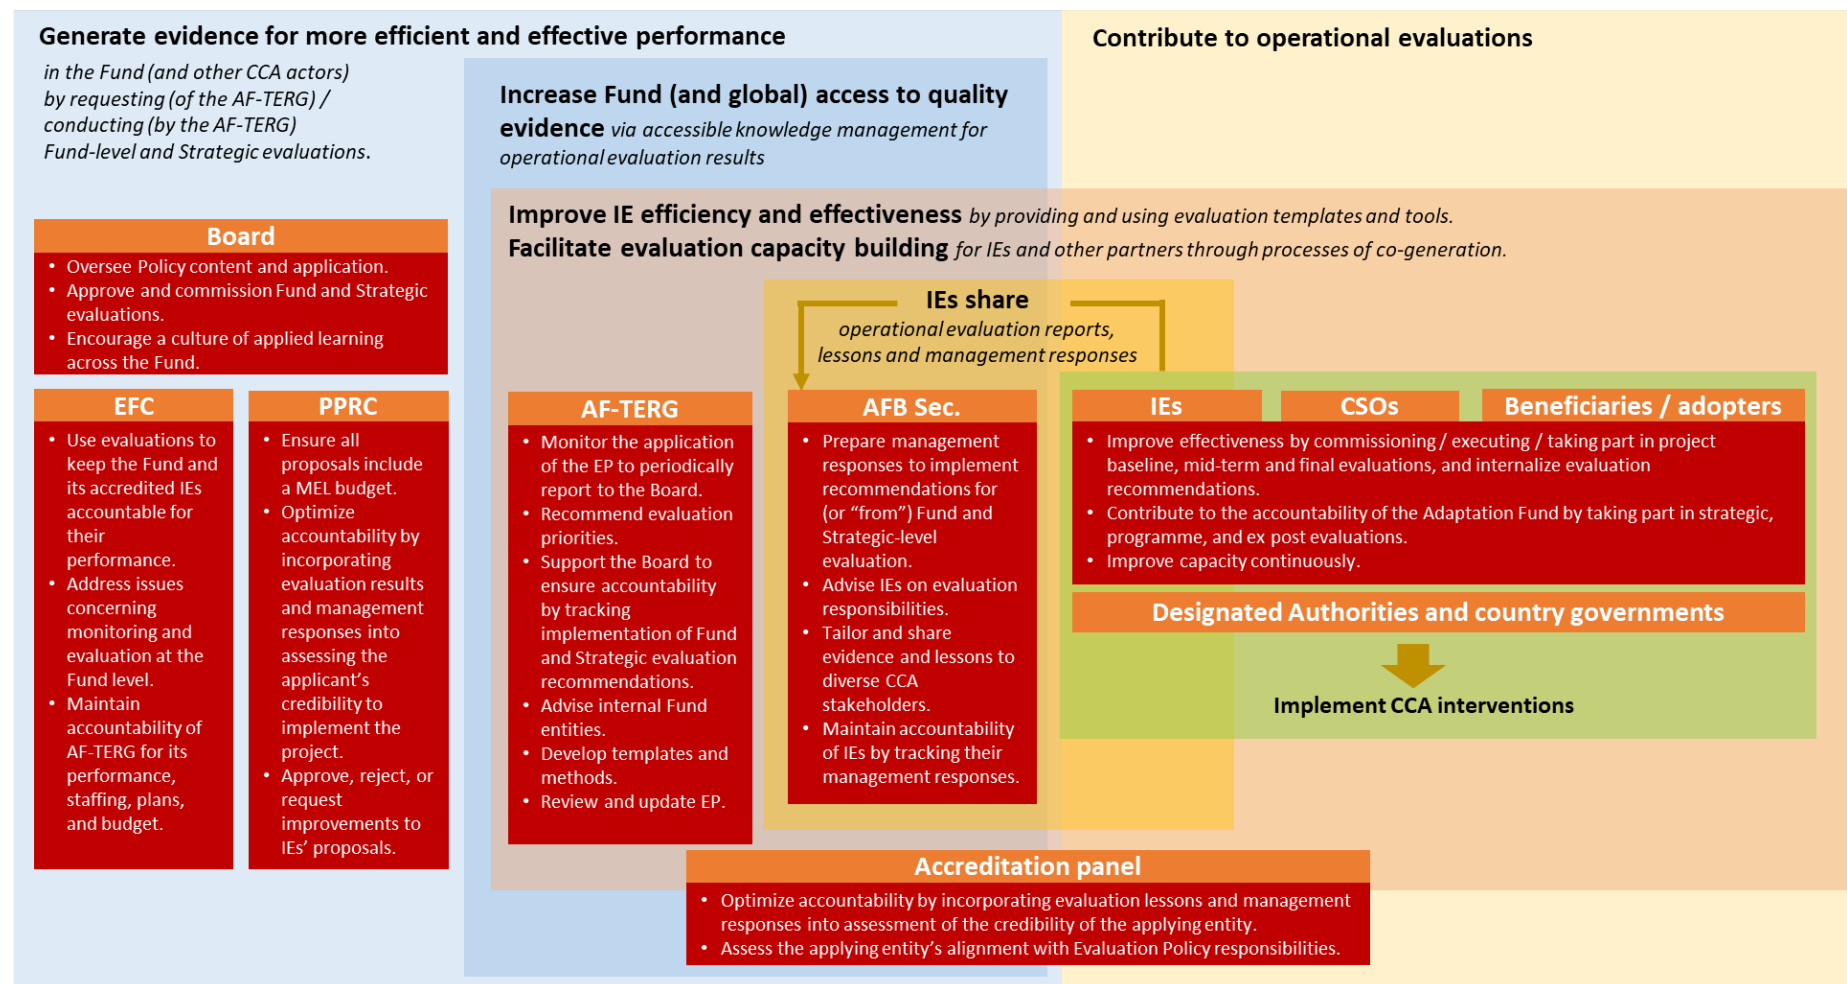 Generate evidence for more efficient and effective performance
in the Fund (and other CCA actors)
by requesting (of the AF-TERG) /
conducting (by the AF-TERG)
Fund-level and Strategic evaluations.
Contribute to operational evaluations
Increase Fund (and global) access to quality
evidence via accessible knowledge management for
operational evaluation results
Improve IE efficiency and effectiveness by providing and using evaluation templates and tools.
Facilitate evaluation capacity building for IEs and other partners through processes of co-generation.
Board
• Oversee Policy content and application.
• Approve and commission Fund and Strategic
evaluations.
• Encourage a culture of applied learning
across the Fund.
EFC
• Use evaluations to
keep the Fund and
its accredited IEs
accountable for
their
performance.
• Address issues
concerning
monitoring and
evaluation at the
Fund level.
• Maintain
accountability of
AF-TERG for its
performance,
staffing, plans,
and budget.
PPRC
• Ensure all
proposals include
a MEL budget.
• Optimize
accountability by
incorporating
evaluation results
and management
responses into
assessing the
applicant’s
credibility to
implement the
project.
• Approve, reject, or
request
improvements to
IEs’ proposals.
IEs share
operational evaluation reports,
lessons and management responses
AF-TERG
• Monitor the application
of the EP to periodically
report to the Board.
• Recommend evaluation
priorities.
• Support the Board to
ensure accountability
by tracking
implementation of Fund
and Strategic evaluation
recommendations.
• Advise internal Fund
entities.
• Develop templates and
methods.
• Review and update EP.
AFB Sec.
• Prepare management
responses to implement
recommendations for
(or “from”) Fund and
Strategic-level
evaluation.
• Advise IEs on evaluation
responsibilities.
• Tailor and share
evidence and lessons to
diverse CCA
stakeholders.
• Maintain accountability
of IEs by tracking their
management responses.
IEs
CSOs
Beneficiaries / adopters
• Improve effectiveness by commissioning / executing / taking part in project
baseline, mid-term and final evaluations, and internalize evaluation
recommendations.
• Contribute to the accountability of the Adaptation Fund by taking part in strategic,
programme, and ex post evaluations.
• Improve capacity continuously.
Designated Authorities and country governments
Implement CCA interventions
Accreditation panel
• Optimize accountability by incorporating evaluation lessons and management
responses into assessment of the credibility of the applying entity.
• Assess the applying entity’s alignment with Evaluation Policy responsibilities.